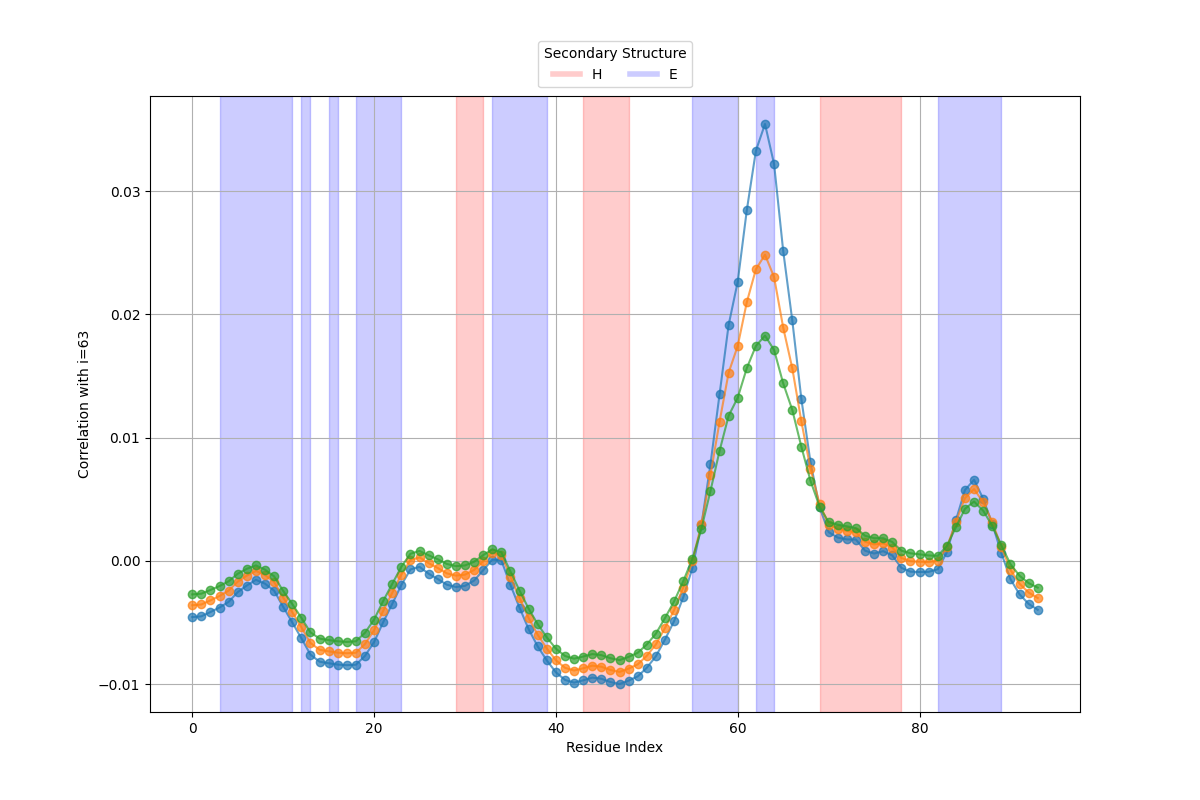 Secondary Structure
H E
0.03
0.02
0.01
0.00
−0.01
Correlation with i=63
0 20 40 60 80
Residue Index